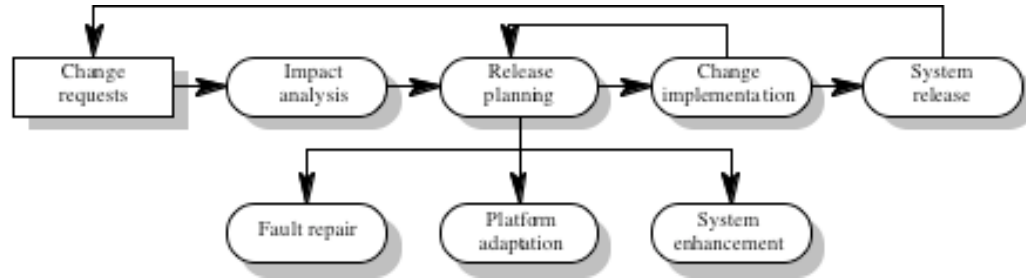 Change
requests
Impact
analysis
Release
planning
Change
implementation
System
release
Fault repair
Platform
adaptation
System
enhancement